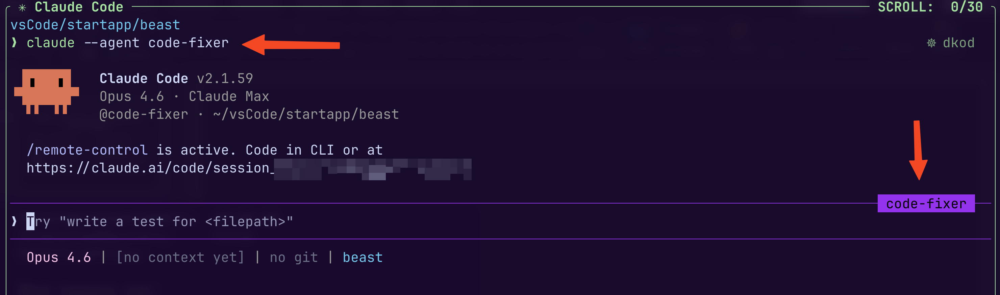 ✳ Claude Code SCROLL: 0/30
vsCode/startapp/beast
❯ claude --agent code-fixer ⎈ dkod
Claude Code v2.1.59
Opus 4.6 · Claude Max
@code-fixer · ~/vsCode/startapp/beast
/remote-control is active. Code in CLI or at
https://claude.ai/code/session_
code-fixer
❯ Try "write a test for <filepath>"
Opus 4.6 | [no context yet] | no git | beast